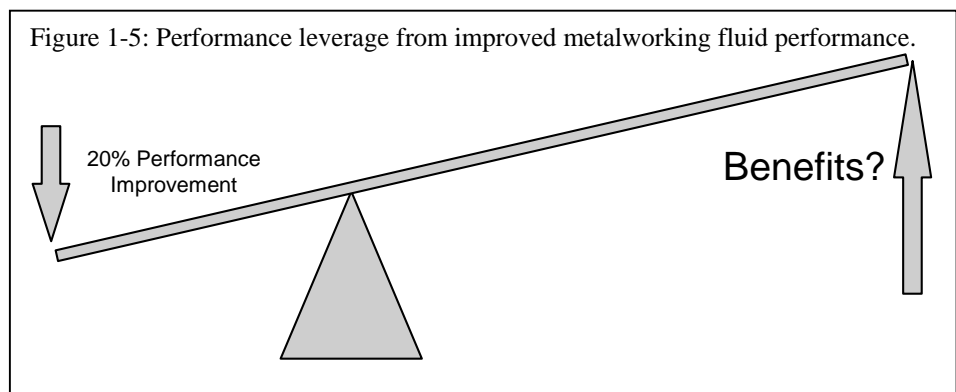 Figure 1-5: Performance leverage from improved metalworking fluid performance.
20% Performance
Improvement
Benefits?